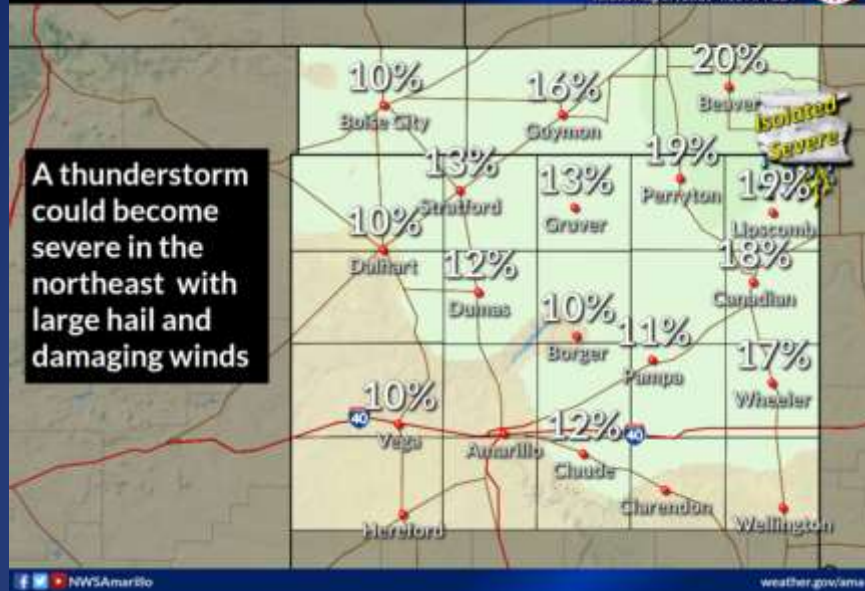 20%
10%
16%
Beaver
Boise City
Guymon
Isolated
Severe
A thunderstorm
could become
severe in the
northeast with
large hail and
damaging winds
13%
13%
19%
19%
Stratford
Gruver
Perryton
Lipscomb
10%
Dalhart
12%
18%
Dumas
Canadian
10%
11%
Borger
Pampa
17%
Wheeler
10%
40
Vega
Amarillo
12%
40
Claude
Clarendon
Hereford
Wellington
NWSAmarillo
weather.gov/ama